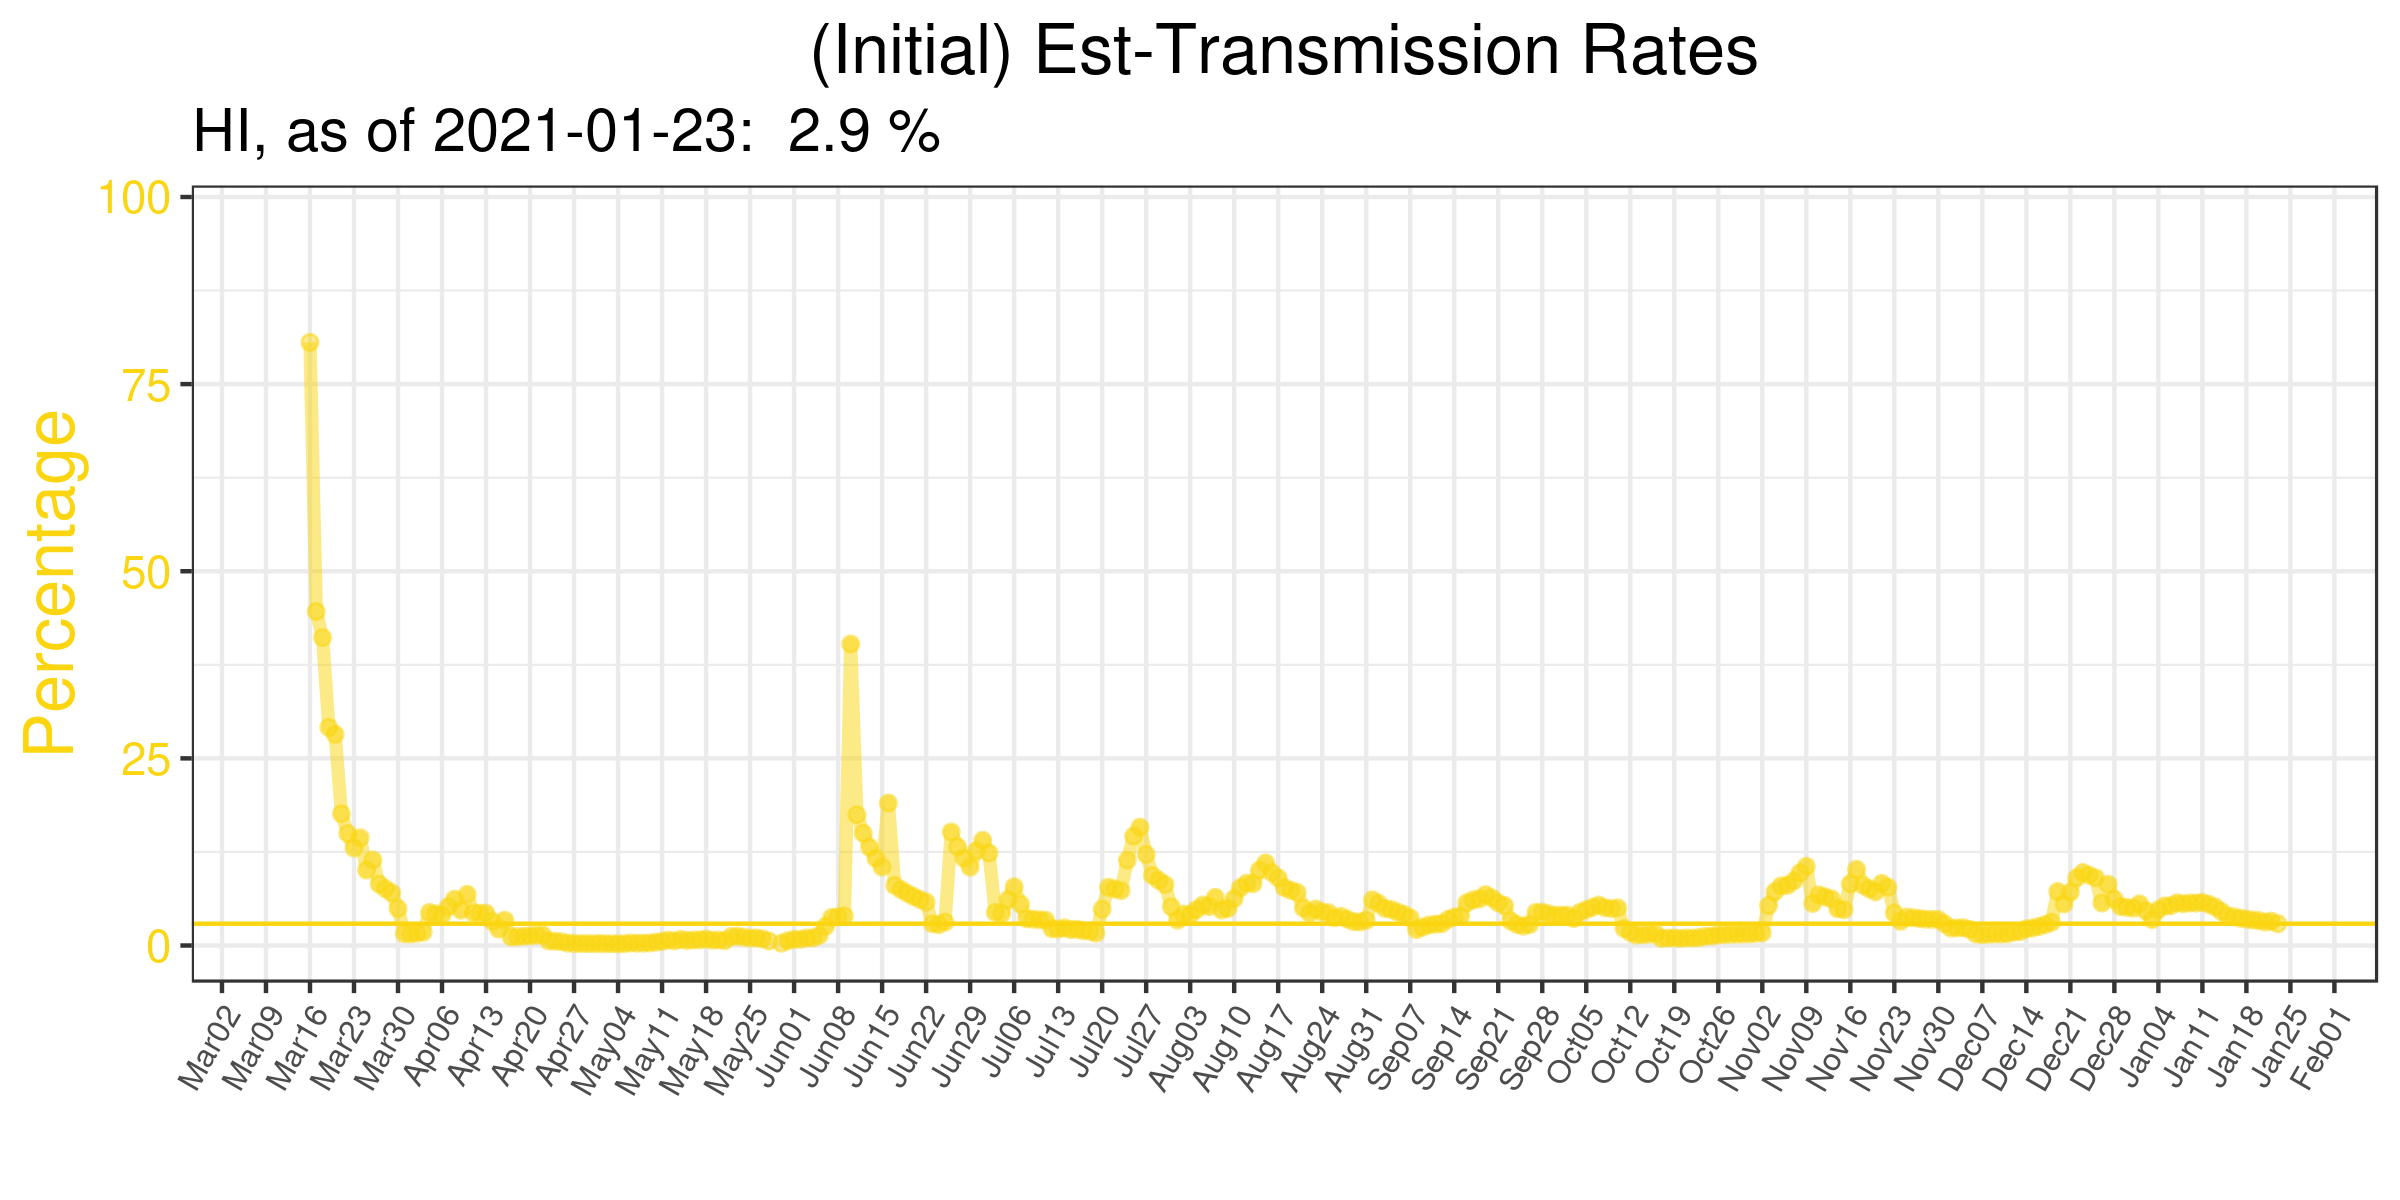 (Initial) Est-Transmission Rates
HI, as of 2021-01-23:  2.9 %
Percentage
100
75
50
25
0
Mar02
Mar09
Mar16
Mar23
Mar30
Apr06
Apr13
Apr20
Apr27
May04
May11
May18
May25
Jun01
Jun08
Jun15
Jun22
Jun29
Jul06
Jul13
Jul20
Jul27
Aug03
Aug10
Aug17
Aug24
Aug31
Sep07
Sep14
Sep21
Sep28
Oct05
Oct12
Oct19
Oct26
Nov02
Nov09
Nov16
Nov23
Nov30
Dec07
Dec14
Dec21
Dec28
Jan04
Jan11
Jan18
Jan25
Feb01